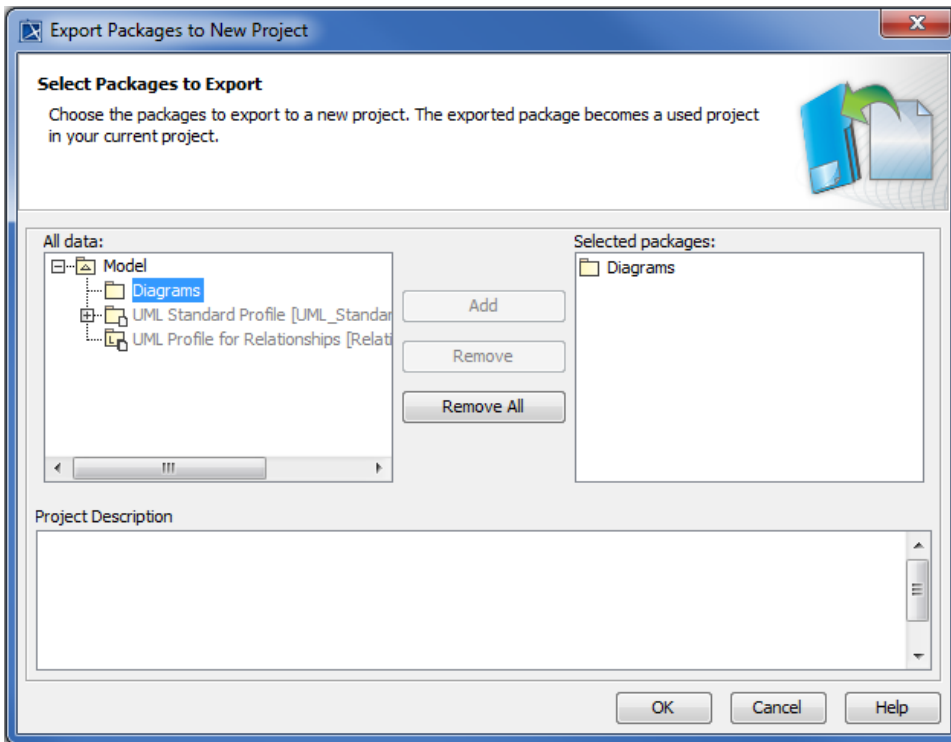 Export Packages to New Project
Select Packages to Export
Choose the packages to export to a new project. The exported package becomes a used project
in your current project.
All data:
Model
Diagrams
UML Standard Profile [UML_Standar
UML Profile for Relationships [Relati
Add
Remove
Remove All
Selected packages:
Diagrams
Project Description
OK
Cancel
Help